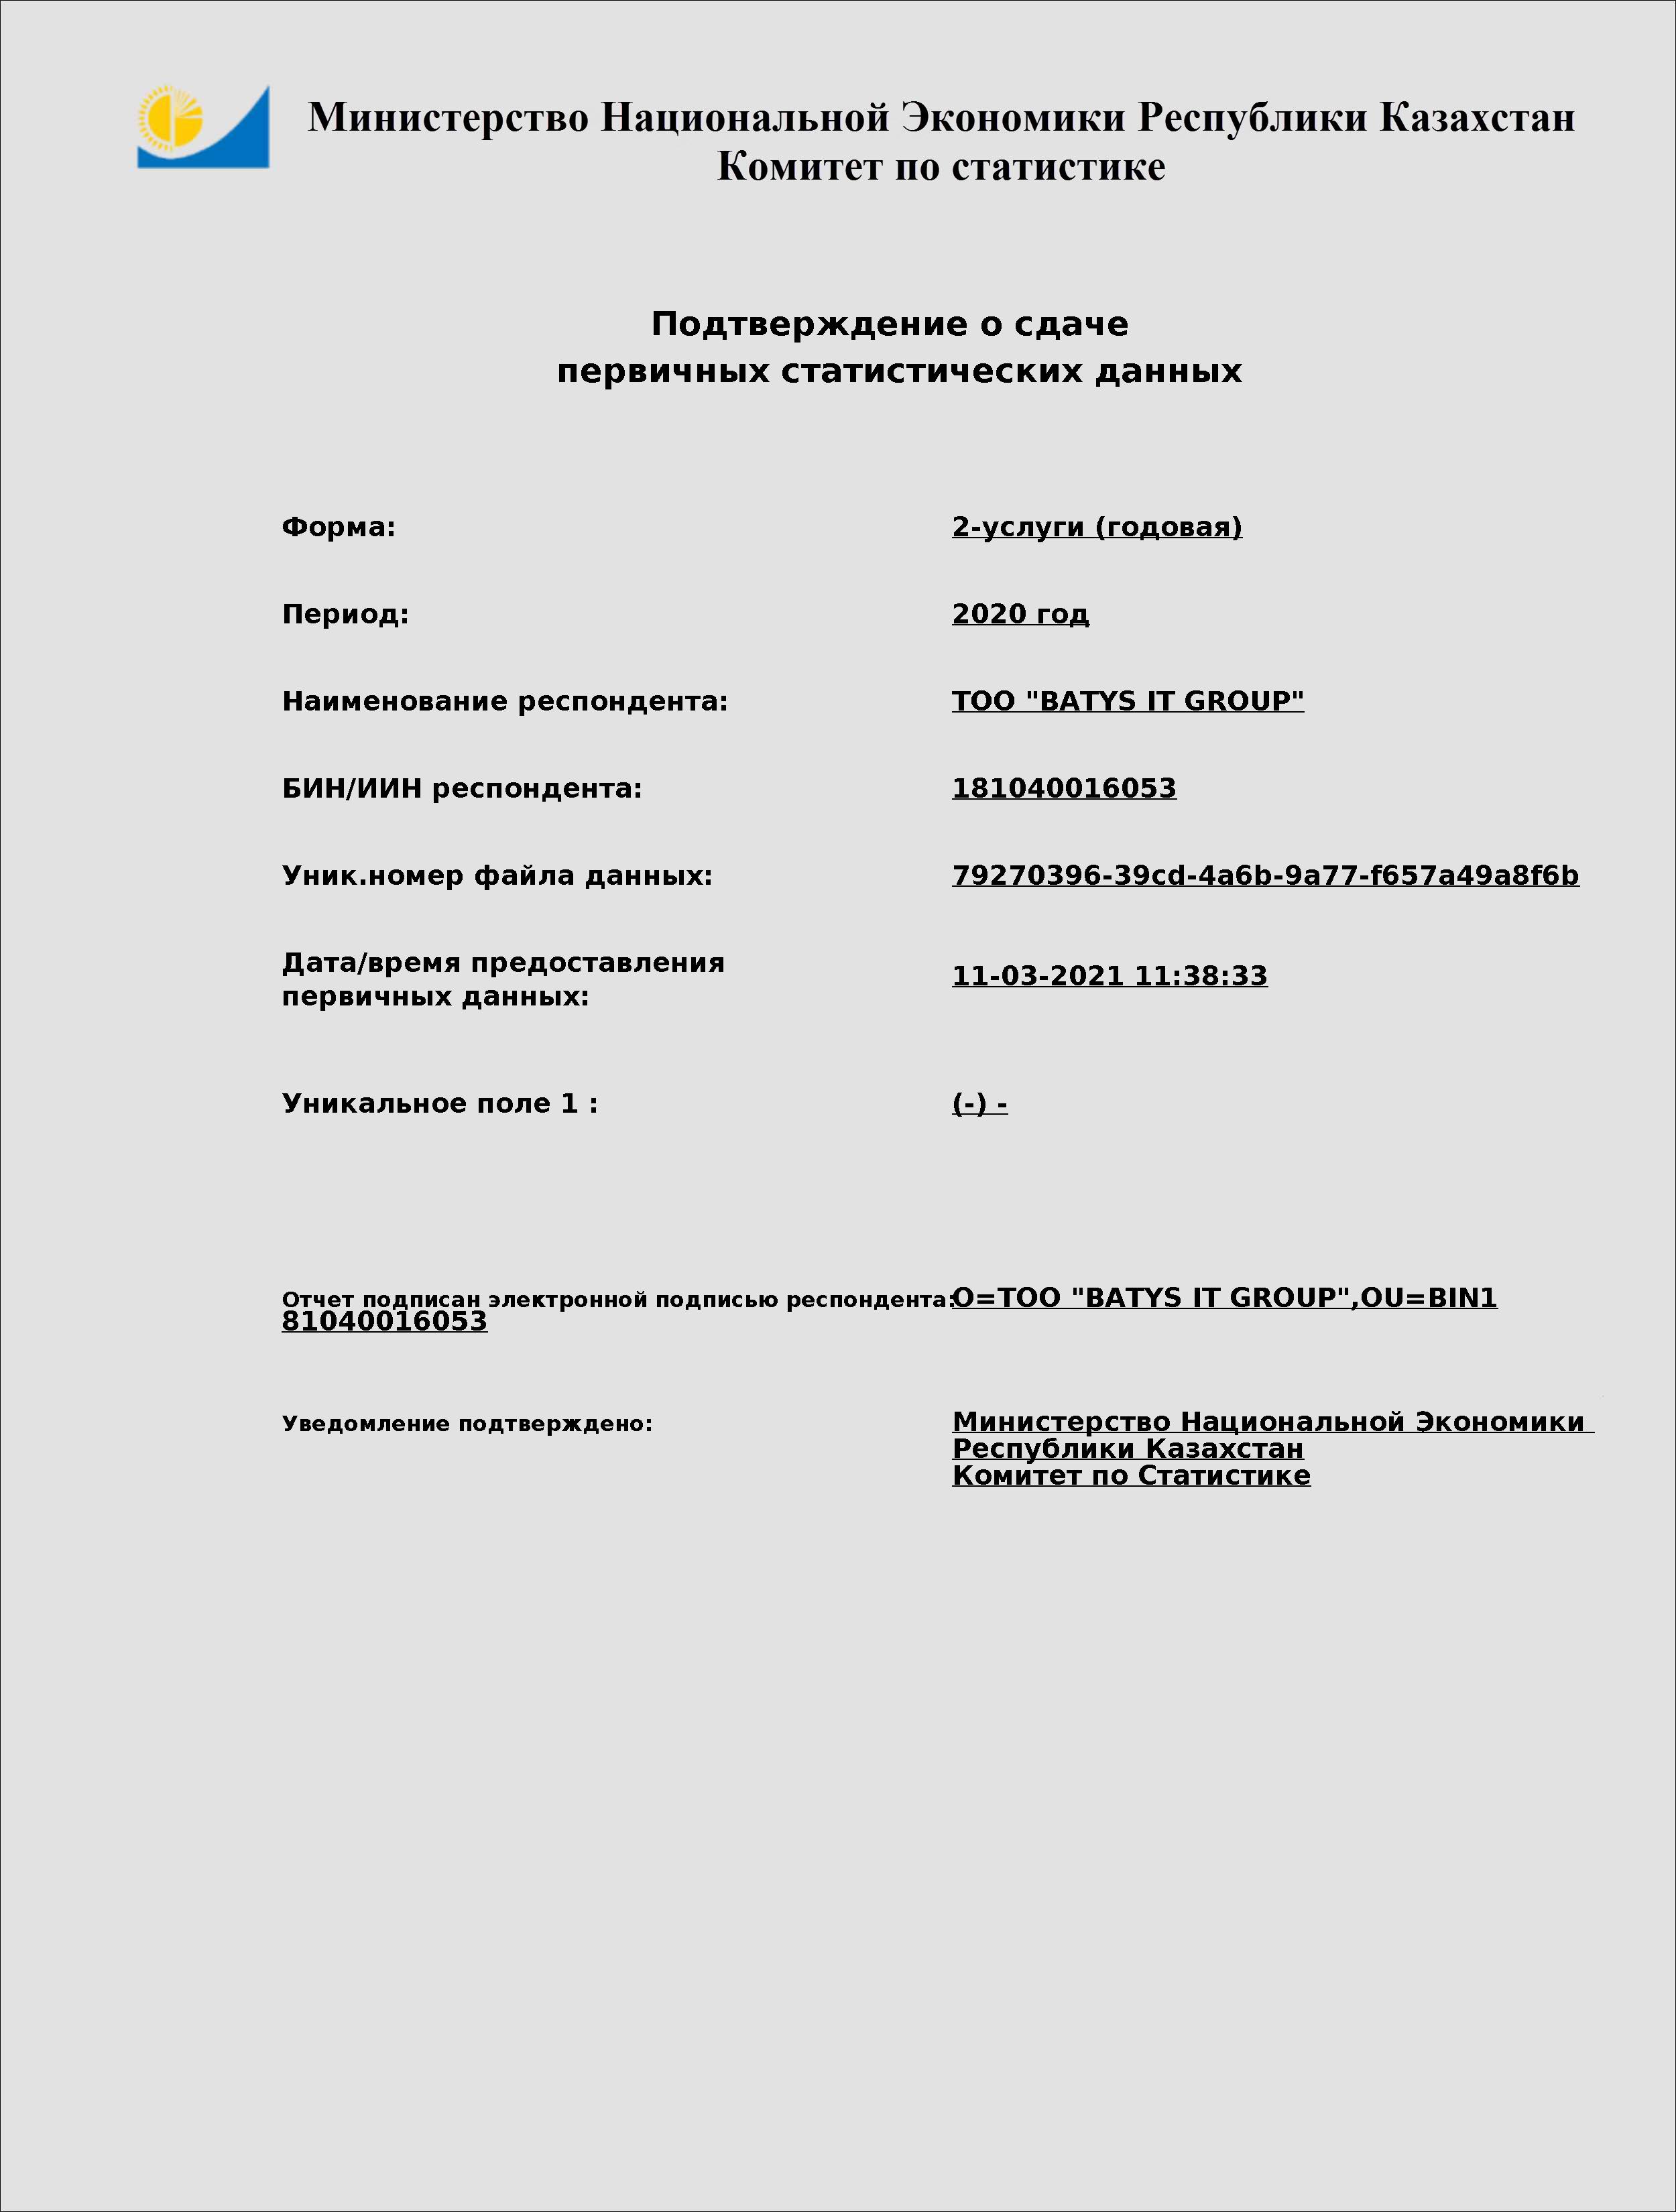 Министерство Национальной Экономики Республики Казахстан
Комитет по статистике
Подтверждение о сдаче
первичных статистических данных
Форма: 2-услуги (годовая)
Период: 2020 год
Наименование респондента: ТОО "BATYS IT GROUP"
БИН/ИИН респондента: 181040016053
Уник.номер файла данных: 79270396-39cd-4a6b-9a77-f657a49a8f6b
Дата/время предоставления
первичных данных: 11-03-2021 11:38:33
Уникальное поле 1 : (-) -
Отчет подписан электронной подписью респондента: O=ТОО "BATYS IT GROUP",OU=BIN1
81040016053
Уведомление подтверждено: Министерство Национальной Экономики
Республики Казахстан
Комитет по Статистике